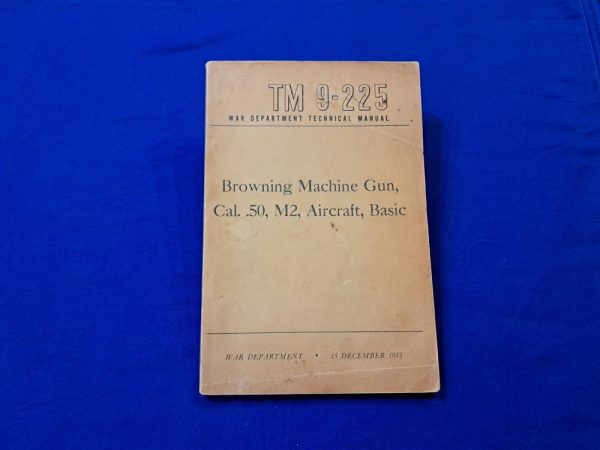 TM 9-225
WAR DEPARTMENT TECHNICAL MANUAL
Browning Machine Gun,
Cal. .50, M2, Aircraft, Basic
WAR DEPARTMENT • 15 DECEMBER